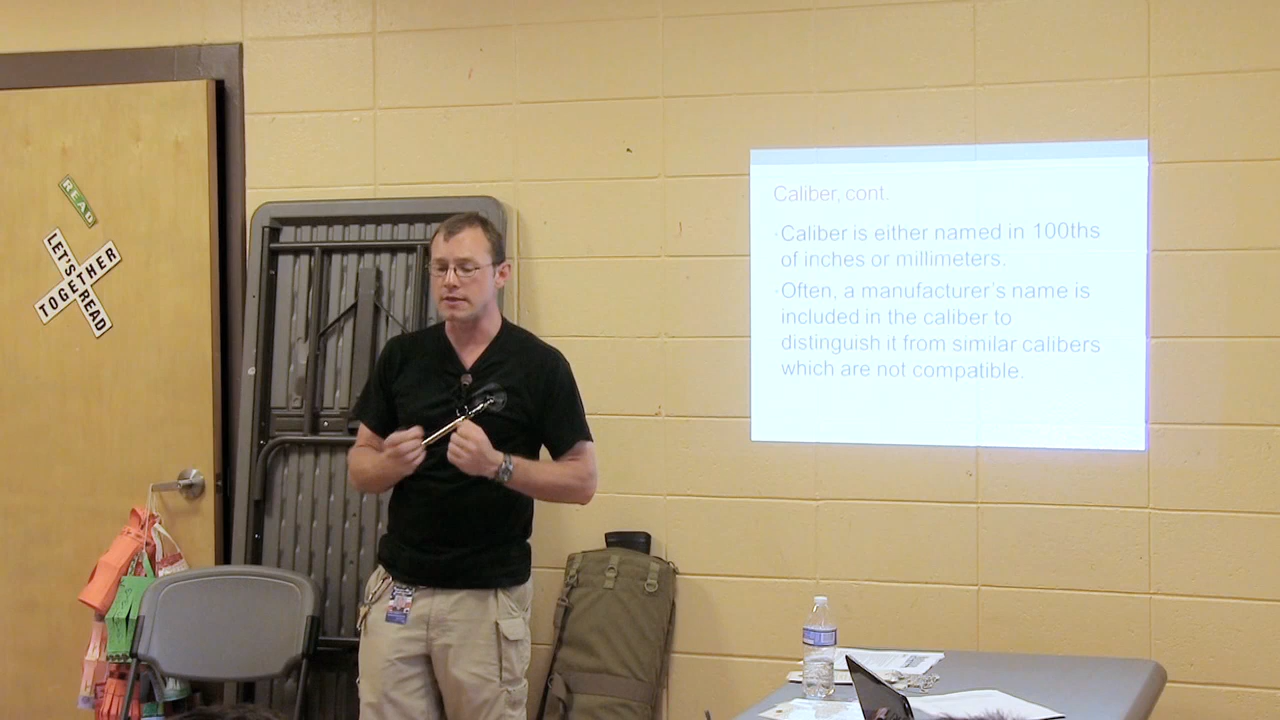 READ
LET'S
TOGETHER
READ
Caliber, cont.
Caliber is either named in 100ths
of inches or millimeters.
Often, a manufacturer's name is
included in the caliber to
distinguish it from similar calibers
which are not compatible.